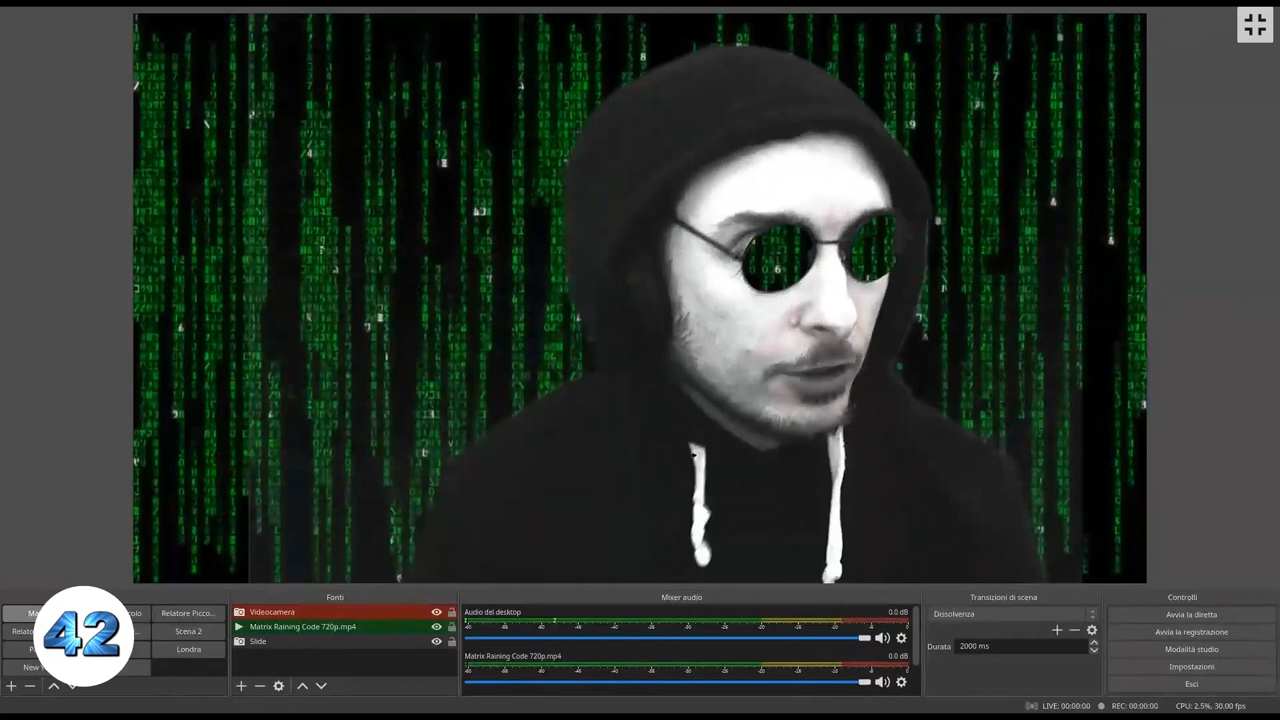 Fonti
Mixer audio
Transizioni di scena
Controlli
Relatore Picco...
Scena 2
Londra
New
42
Videocamera
Matrix Raining Code 720p.mp4
Slide
Audio del desktop
0.0 dB
Matrix Raining Code 720p.mp4
0.0 dB
Dissolvenza
Durata
2000 ms
Avvia la diretta
Avvia la registrazione
Modalità studio
Impostazioni
Esci
LIVE: 00:00:00
REC: 00:00:00
CPU: 2.5%, 30.00 fps